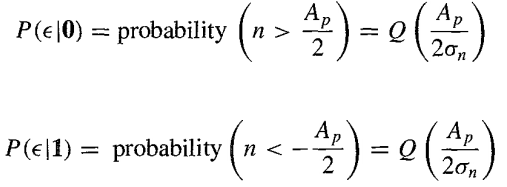 P(ϵ|0) = probability (n > A_p/2) = Q(A_p/2σ_n)
P(ϵ|1) = probability (n < −A_p/2) = Q(A_p/2σ_n)